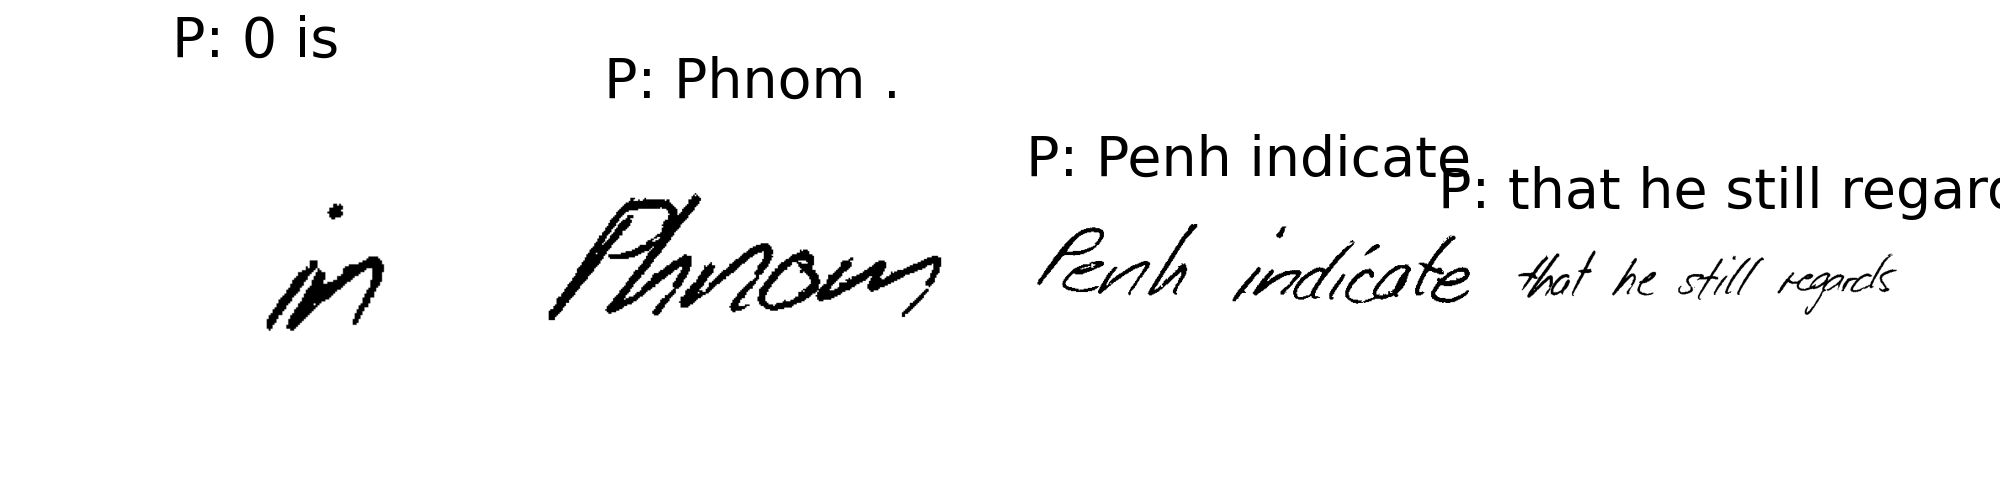 P: 0 is
P: Phnom .
P: Penh indicate
P: that he still regard
in Phnom Penh indicate that he still regards